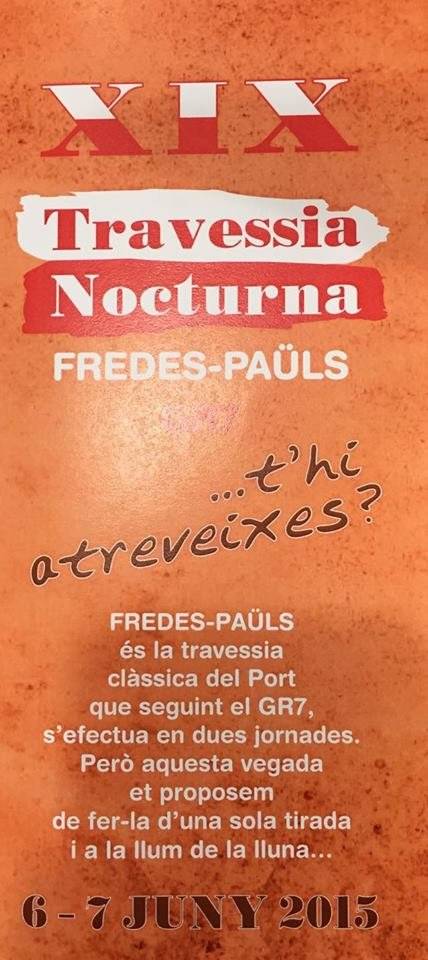 XIX
Travessia
Nocturna
FREDES-PAÜLS
...t'hi
atreveixes?
FREDES-PAÜLS
és la travessia
clàssica del Port
que seguint el GR7,
s'efectua en dues jornades.
Però aquesta vegada
et proposem
de fer-la d'una sola tirada
i a la llum de la lluna...
6 - 7 JUNY 2015